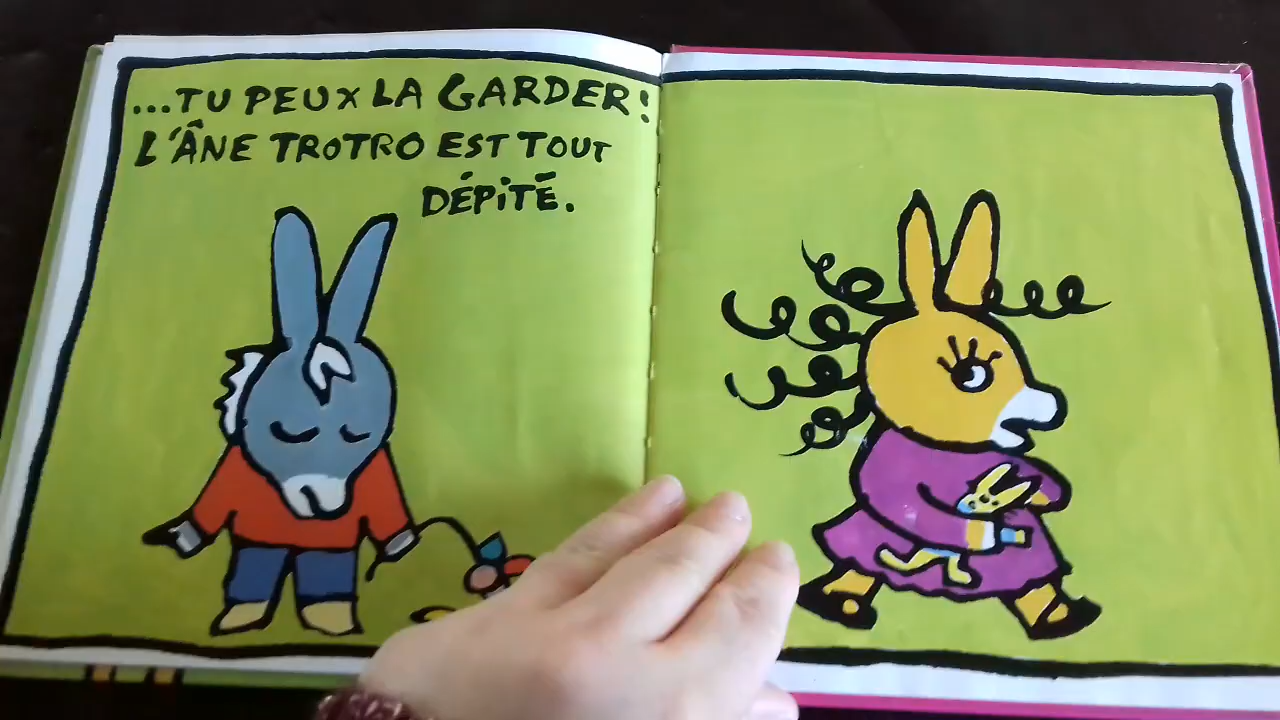 ...TU PEUX LA GARDER!
L'ÂNE TROTRO EST TOUT
DÉPITÉ.